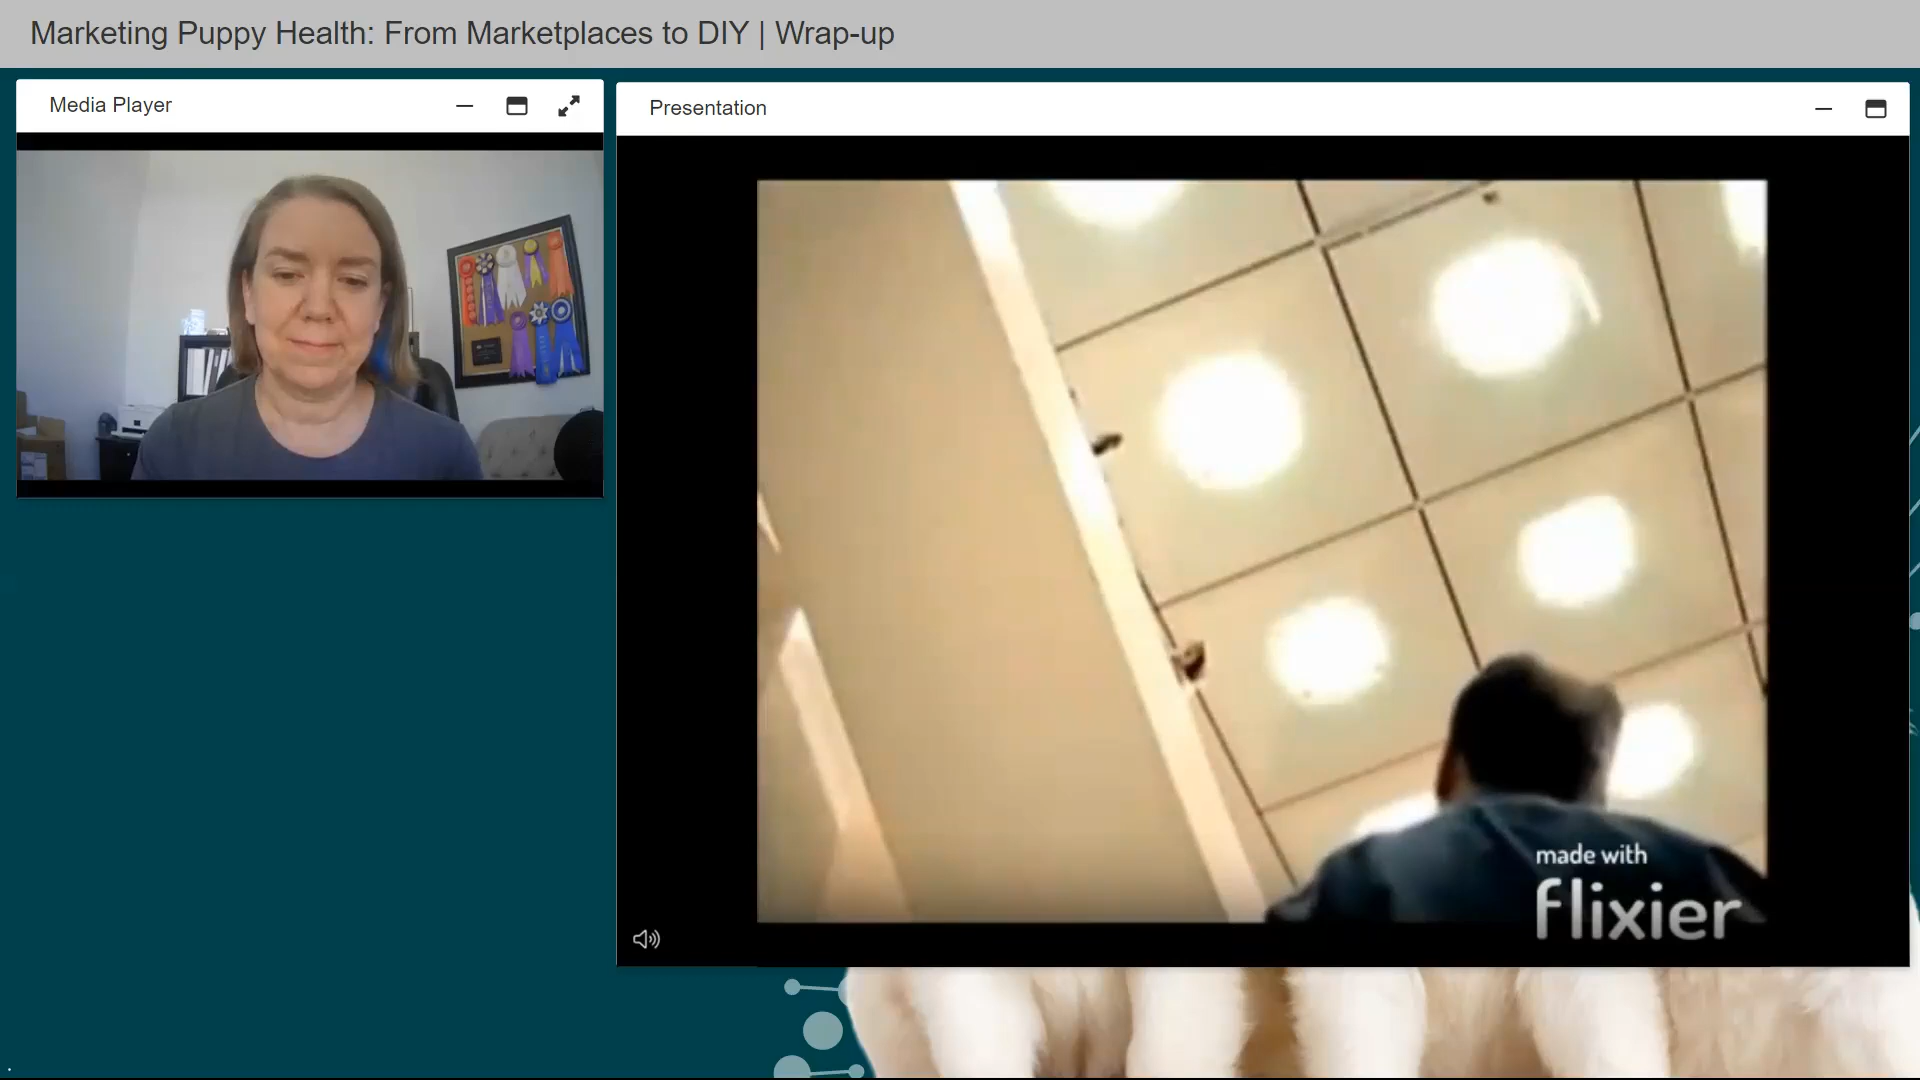 Marketing Puppy Health: From Marketplaces to DIY | Wrap-up
Media Player
Presentation
made with
flixier